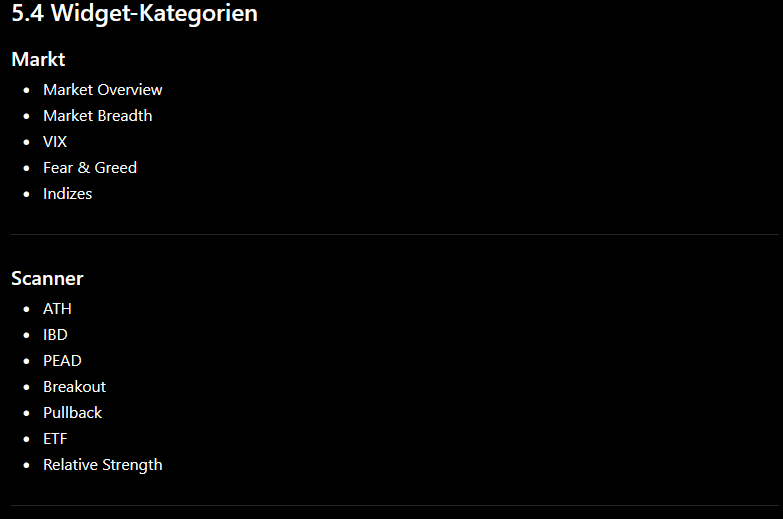 5.4 Widget-Kategorien
Markt
• Market Overview
• Market Breadth
• VIX
• Fear & Greed
• Indizes
Scanner
• ATH
• IBD
• PEAD
• Breakout
• Pullback
• ETF
• Relative Strength